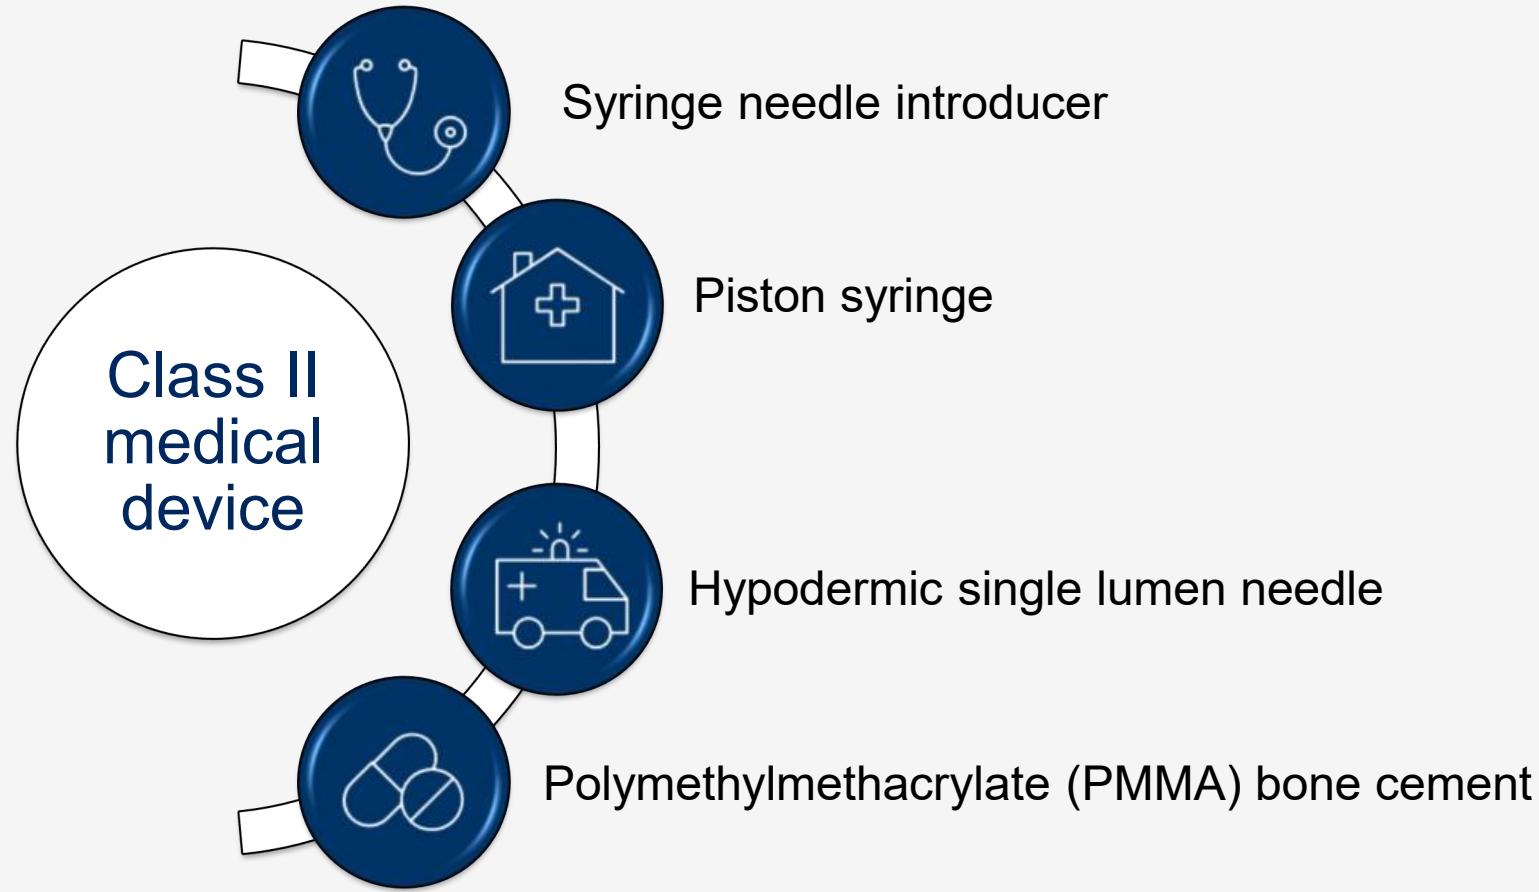 Syringe needle introducer
Piston syringe
Class II
medical
device
Hypodermic single lumen needle
Polymethylmethacrylate (PMMA) bone cement